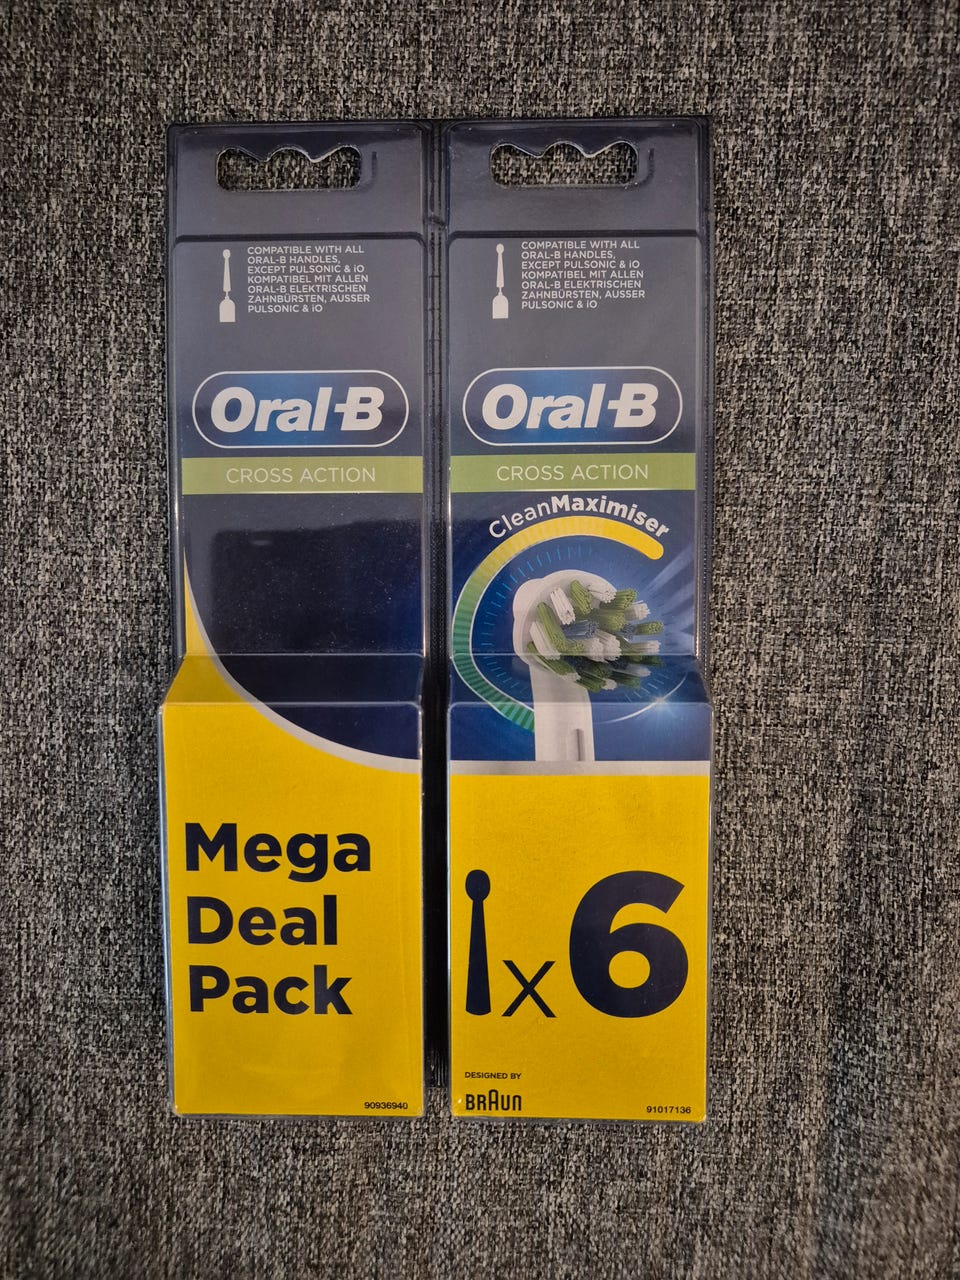 COMPATIBLE WITH ALL
ORAL-B HANDLES,
EXCEPT PULSONIC & iO
KOMPATIBEL MIT ALLEN
ORAL-B ELEKTRISCHEN
ZAHNBÜRSTEN, AUSSER
PULSONIC & iO
Oral-B
CROSS ACTION
Mega
Deal
Pack
90936940
COMPATIBLE WITH ALL
ORAL-B HANDLES,
EXCEPT PULSONIC & iO
KOMPATIBEL MIT ALLEN
ORAL-B ELEKTRISCHEN
ZAHNBÜRSTEN, AUSSER
PULSONIC & iO
Oral-B
CROSS ACTION
CleanMaximiser
x 6
DESIGNED BY
BRAUN
91017136